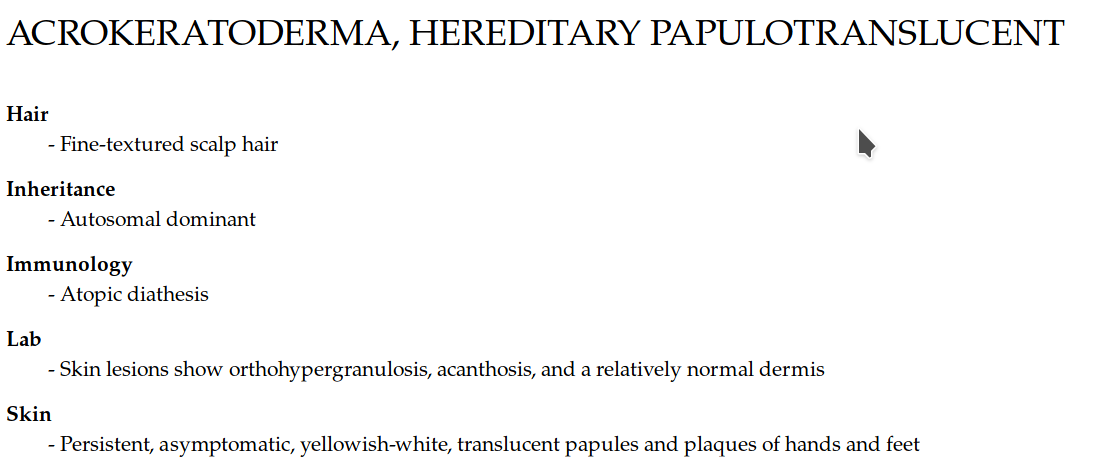 ACROKERATODERMA, HEREDITARY PAPULOTRANSLUCENT
Hair
- Fine-textured scalp hair
Inheritance
- Autosomal dominant
Immunology
- Atopic diathesis
Lab
- Skin lesions show orthohypergranulosis, acanthosis, and a relatively normal dermis
Skin
- Persistent, asymptomatic, yellowish-white, translucent papules and plaques of hands and feet